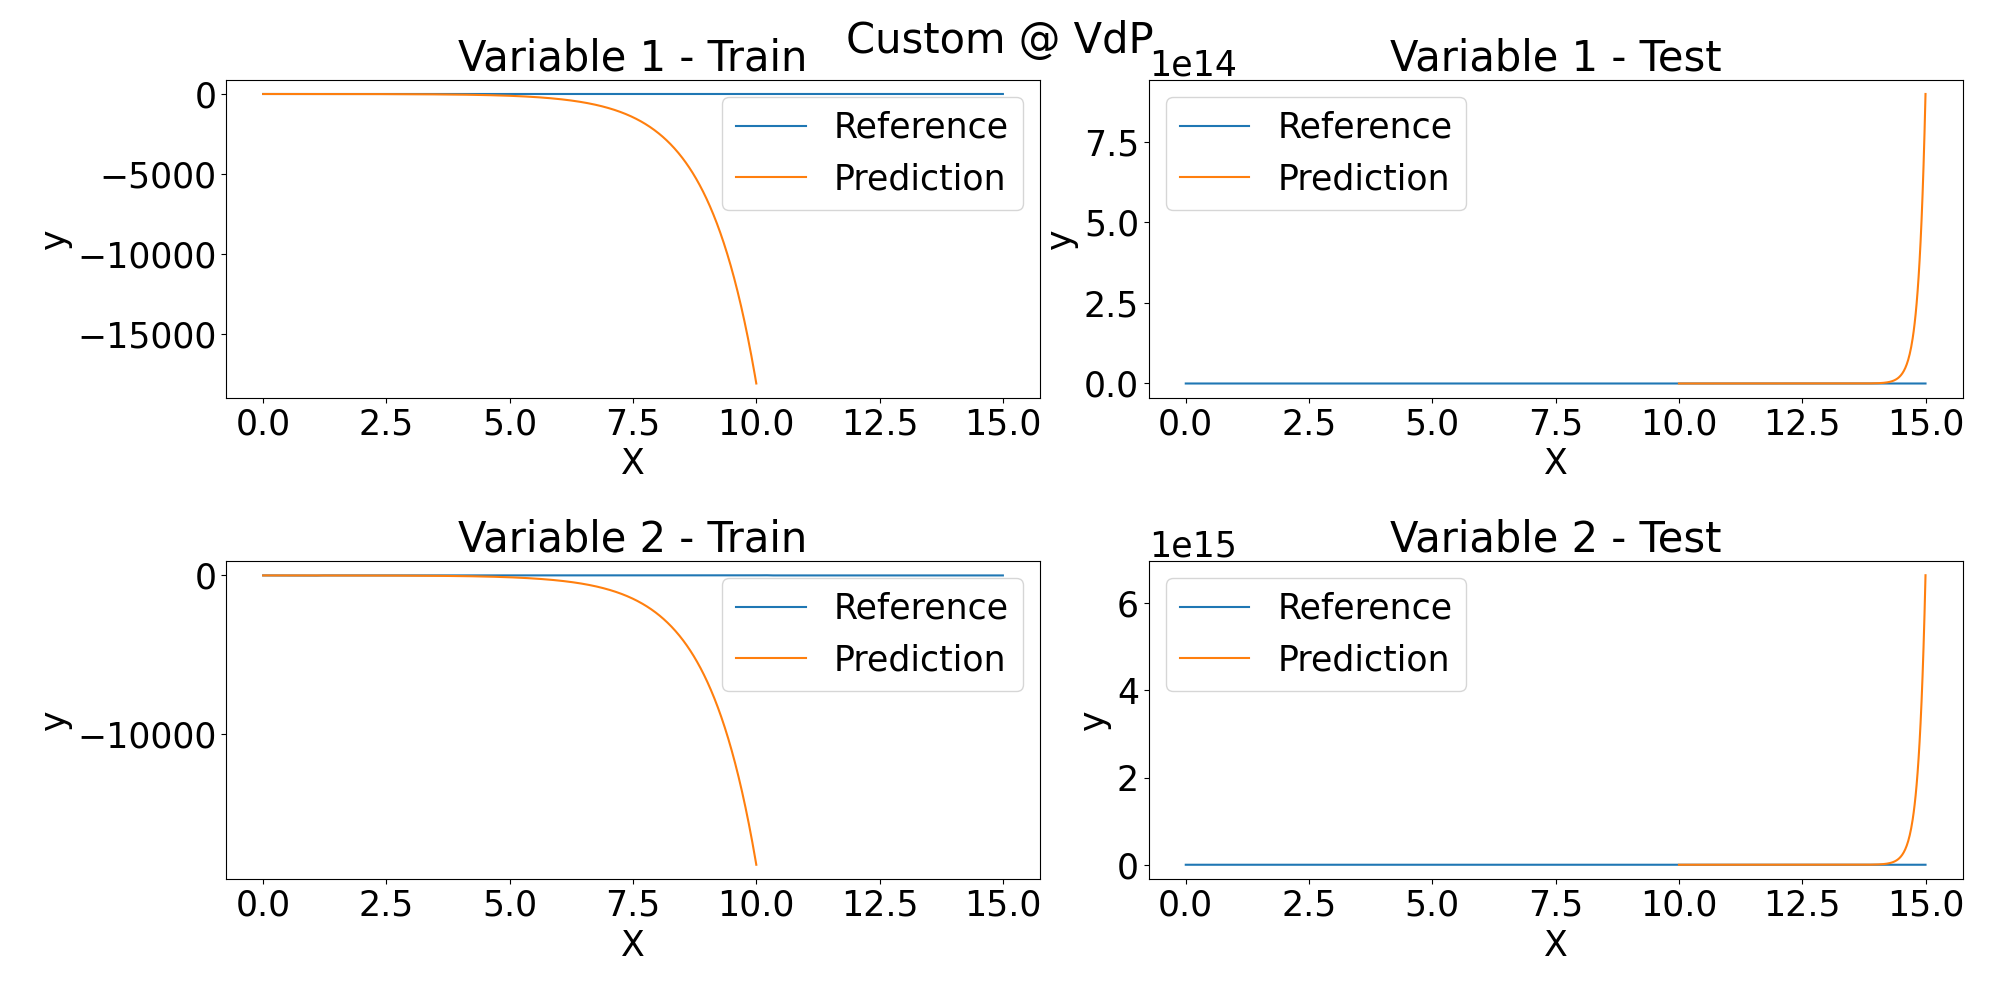 Custom @ VdP
Variable 1 - Train
0
−5000
−10000
−15000
y
Reference
Prediction
0.0 2.5 5.0 7.5 10.0 12.5 15.0
X
Variable 1 - Test
1e14
7.5
5.0
2.5
0.0
y
Reference
Prediction
0.0 2.5 5.0 7.5 10.0 12.5 15.0
X
Variable 2 - Train
0
−10000
y
Reference
Prediction
0.0 2.5 5.0 7.5 10.0 12.5 15.0
X
Variable 2 - Test
1e15
6
4
2
0
y
Reference
Prediction
0.0 2.5 5.0 7.5 10.0 12.5 15.0
X